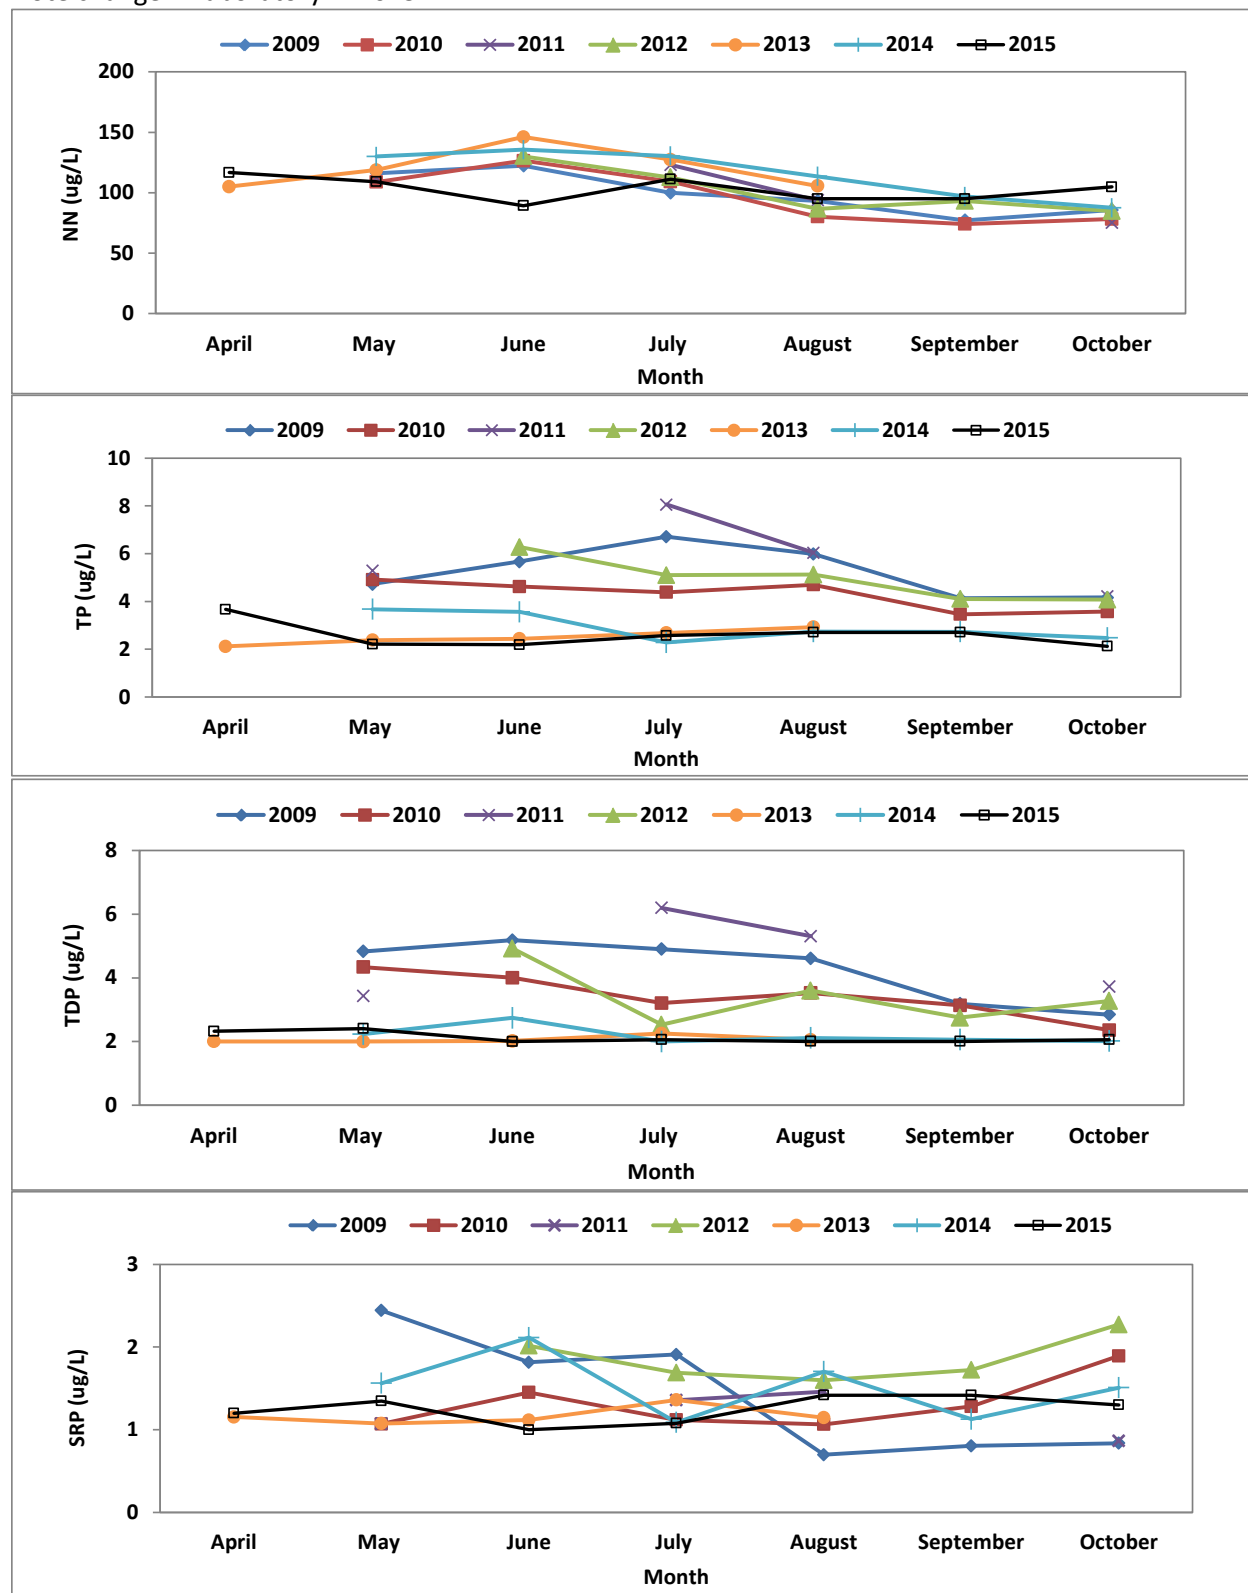 2009 2010 2011 2012 2013 2014 2015
200
150
100
50
0
NN (ug/L)
April May June July August September October
Month
2009 2010 2011 2012 2013 2014 2015
10
8
6
4
2
0
TP (ug/L)
April May June July August September October
Month
2009 2010 2011 2012 2013 2014 2015
8
6
4
2
0
TDP (ug/L)
April May June July August September October
Month
2009 2010 2011 2012 2013 2014 2015
3
2
1
0
SRP (ug/L)
April May June July August September October
Month